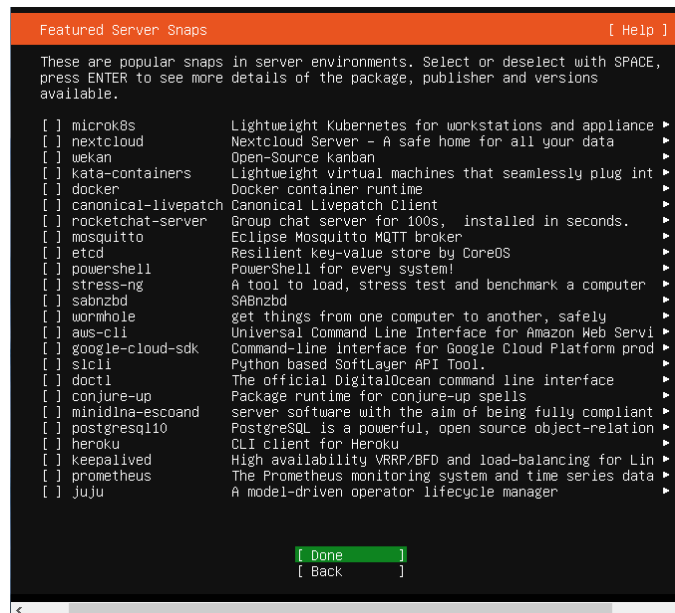 Featured Server Snaps [ Help ]
These are popular snaps in server environments. Select or deselect with SPACE,
press ENTER to see more details of the package, publisher and versions
available.
[ ] microk8s Lightweight Kubernetes for workstations and appliance ▸
[ ] nextcloud Nextcloud Server - A safe home for all your data ▸
[ ] wekan Open-Source kanban ▸
[ ] kata-containers Lightweight virtual machines that seamlessly plug int ▸
[ ] docker Docker container runtime ▸
[ ] canonical-livepatch Canonical Livepatch Client ▸
[ ] rocketchat-server Group chat server for 100s, installed in seconds. ▸
[ ] mosquitto Eclipse Mosquitto MQTT broker ▸
[ ] etcd Resilient key-value store by CoreOS ▸
[ ] powershell PowerShell for every system! ▸
[ ] stress-ng A tool to load, stress test and benchmark a computer ▸
[ ] sabnzbd SABnzbd ▸
[ ] wormhole get things from one computer to another, safely ▸
[ ] aws-cli Universal Command Line Interface for Amazon Web Servi ▸
[ ] google-cloud-sdk Command-line interface for Google Cloud Platform prod ▸
[ ] slcli Python based SoftLayer API Tool. ▸
[ ] doctl The official DigitalOcean command line interface ▸
[ ] conjure-up Package runtime for conjure-up spells ▸
[ ] minidlna-escoand server software with the aim of being fully compliant ▸
[ ] postgresql10 PostgreSQL is a powerful, open source object-relation ▸
[ ] heroku CLI client for Heroku ▸
[ ] keepalived High availability VRRP/BFD and load-balancing for Lin ▸
[ ] prometheus The Prometheus monitoring system and time series data ▸
[ ] juju A model-driven operator lifecycle manager ▸
[ Done ]
[ Back ]